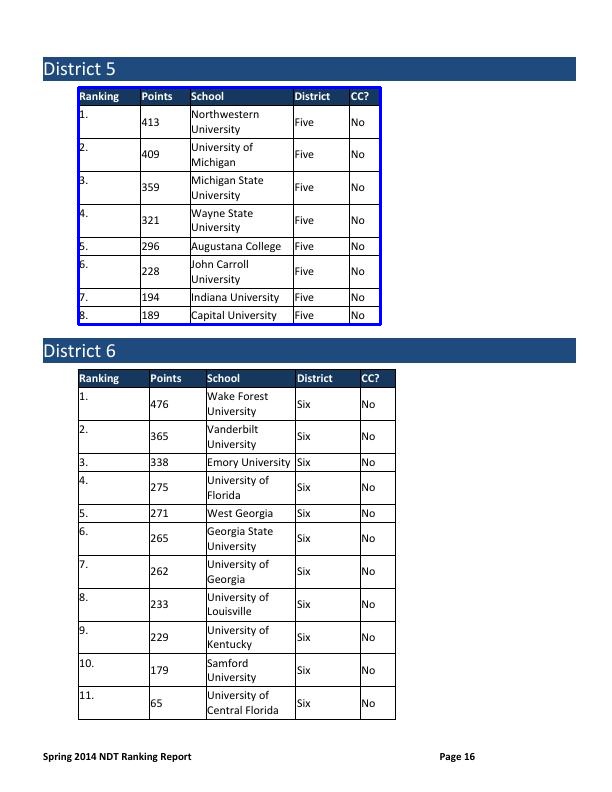 District 5
Ranking Points School District CC?
1. 413 Northwestern University Five No
2. 409 University of Michigan Five No
3. 359 Michigan State University Five No
4. 321 Wayne State University Five No
5. 296 Augustana College Five No
6. 228 John Carroll University Five No
7. 194 Indiana University Five No
8. 189 Capital University Five No
District 6
Ranking Points School District CC?
1. 476 Wake Forest University Six No
2. 365 Vanderbilt University Six No
3. 338 Emory University Six No
4. 275 University of Florida Six No
5. 271 West Georgia Six No
6. 265 Georgia State University Six No
7. 262 University of Georgia Six No
8. 233 University of Louisville Six No
9. 229 University of Kentucky Six No
10. 179 Samford University Six No
11. 65 University of Central Florida Six No
Spring 2014 NDT Ranking Report Page 16